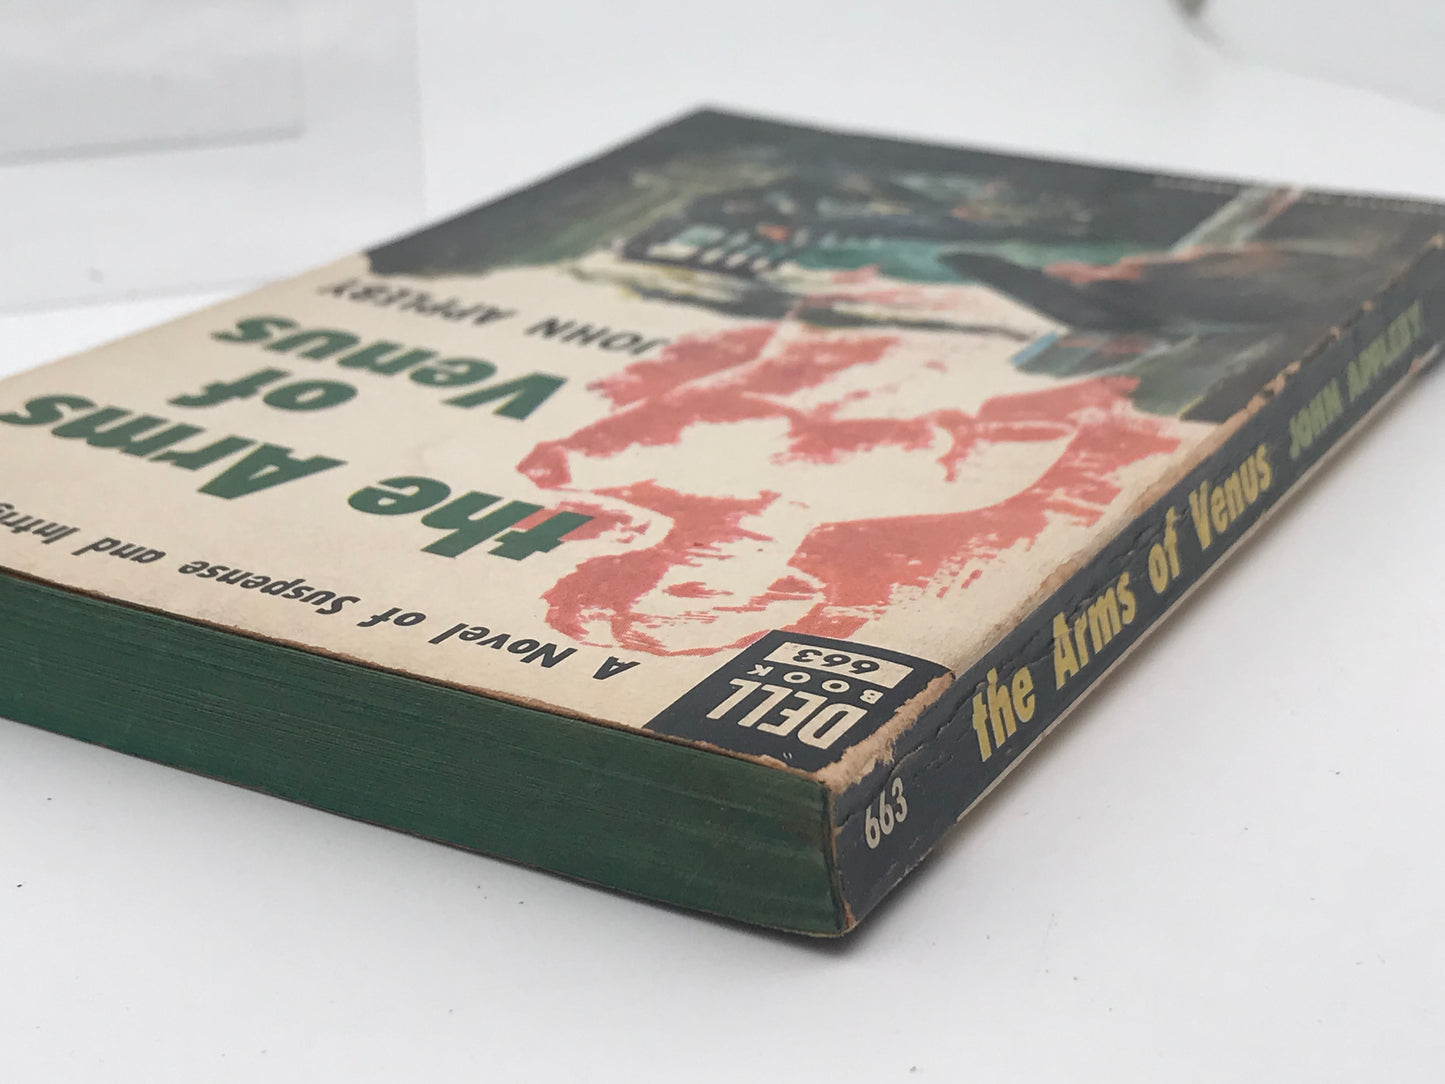 DELL
BOOK
663
A Novel of Suspense and
the Arms
of
Venus
JOHN APPLEBY
663 the Arms of Venus JOHN APPLEBY